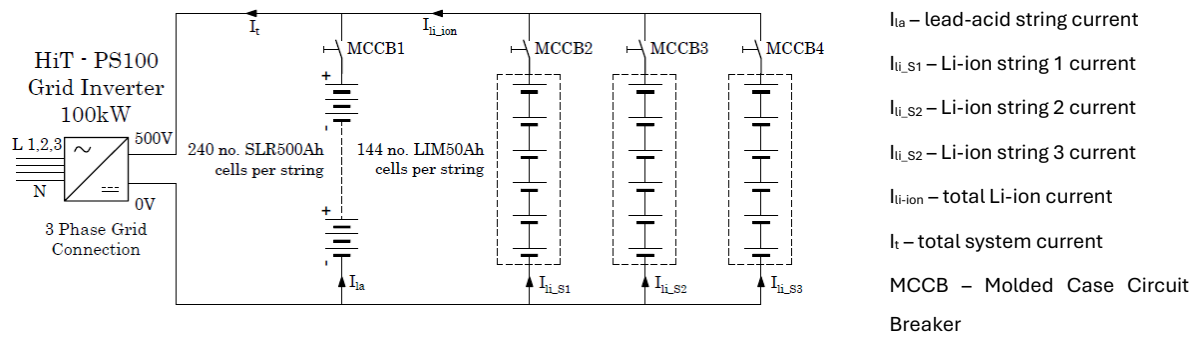 HiT - PS100
Grid Inverter
100kW
L 1,2,3
N
500V
0V
3 Phase Grid
Connection
It
Ili_ion
MCCB1
MCCB2
MCCB3
MCCB4
+
-
240 no. SLR500Ah
cells per string
144 no. LIM50Ah
cells per string
+
-
Ila
Ili_S1
Ili_S2
Ili_S3
Ila – lead-acid string current
Ili_S1 – Li-ion string 1 current
Ili_S2 – Li-ion string 2 current
Ili_S2 – Li-ion string 3 current
Ili-ion – total Li-ion current
It – total system current
MCCB – Molded Case Circuit
Breaker